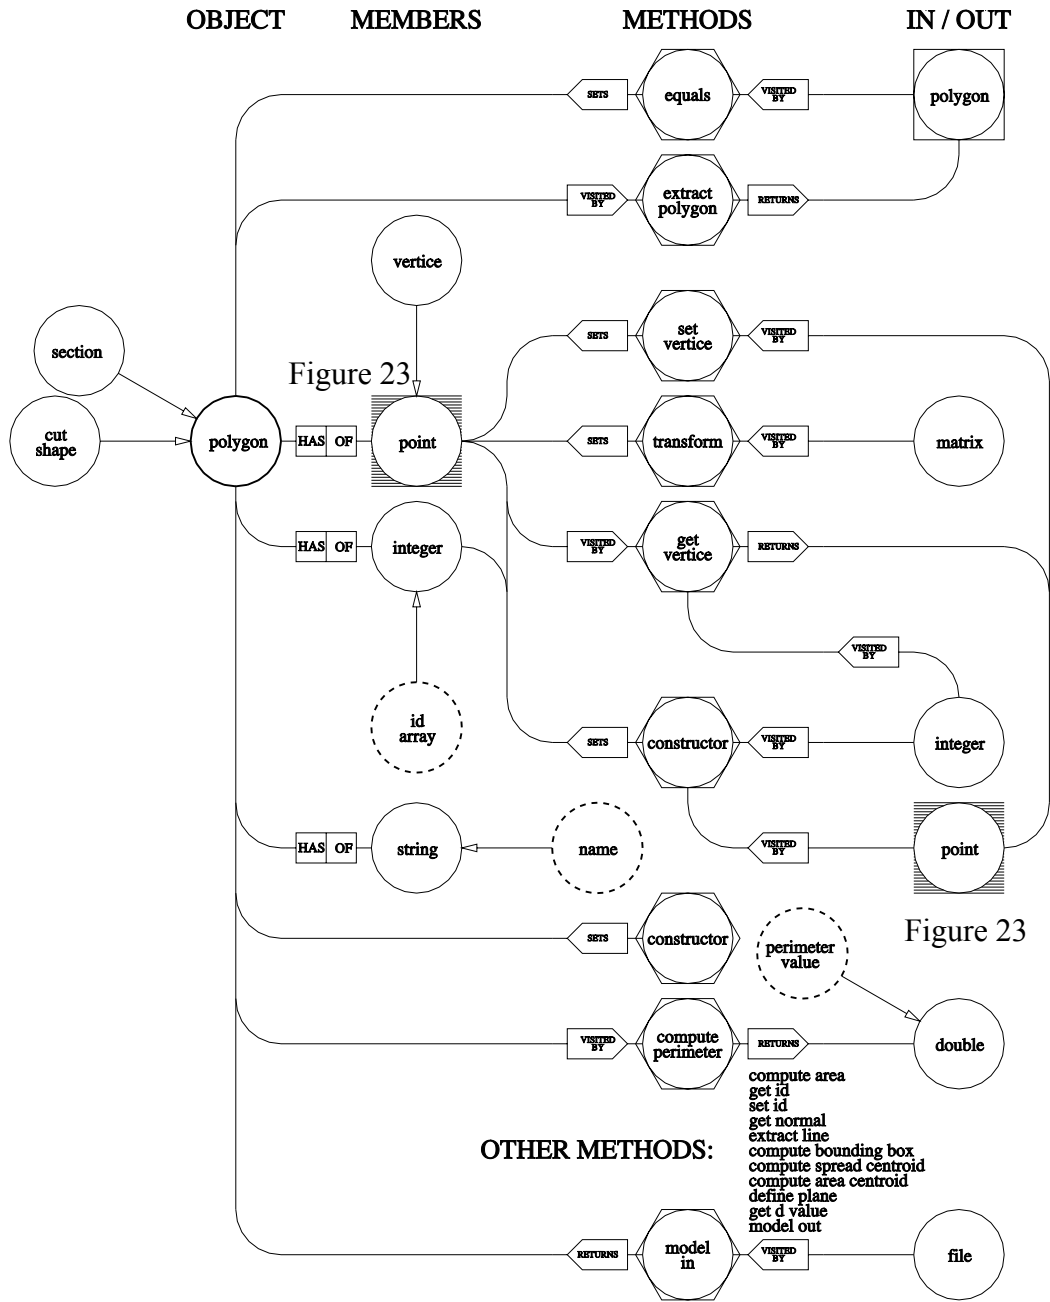 OBJECT MEMBERS METHODS IN / OUT
SETS equals VISITED BY polygon
VISITED BY extract polygon RETURNS
vertice
section
SETS set vertice VISITED BY
Figure 23
cut shape
polygon HAS OF point SETS transform VISITED BY matrix
HAS OF integer VISITED BY get vertice RETURNS
VISITED BY
id array
SETS constructor VISITED BY integer
HAS OF string name VISITED BY point
SETS constructor
Figure 23
perimeter value
VISITED BY compute perimeter RETURNS double
OTHER METHODS:
compute area
get id
set id
get normal
extract line
compute bounding box
compute spread centroid
compute area centroid
define plane
get d value
model out
RETURNS model in VISITED BY file